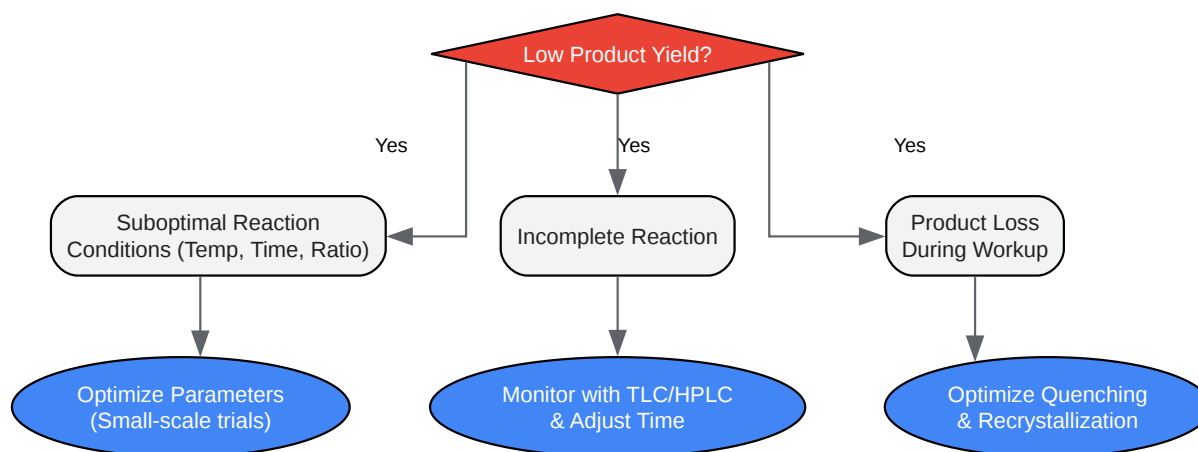 Low Product Yield?
Yes
Yes
Yes
Suboptimal Reaction
Conditions (Temp, Time, Ratio)
Incomplete Reaction
Product Loss
During Workup
Optimize Parameters
(Small-scale trials)
Monitor with TLC/HPLC
& Adjust Time
Optimize Quenching
& Recrystallization